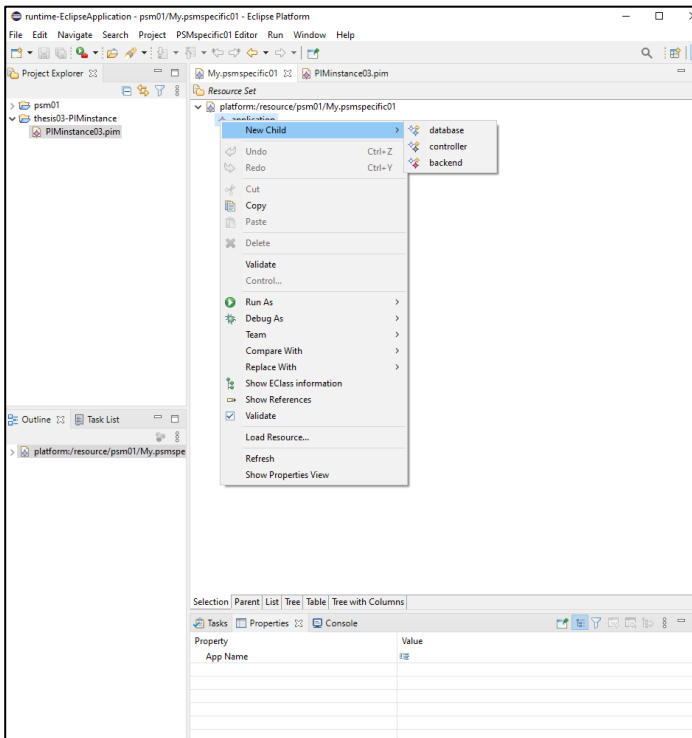 runtime-EclipseApplication - psm01/My.psmspecific01 - Eclipse Platform
File Edit Navigate Search Project PSMspecific01 Editor Run Window Help
Project Explorer
psm01
thesis03-PIMinstance
PIMinstance03.pim
My.psmspecific01
PIMinstance03.pim
Resource Set
platform:/resource/psm01/My.psmspecific01
application
New Child
database
controller
backend
Undo Ctrl+Z
Redo Ctrl+Y
Cut
Copy
Paste
Delete
Validate
Control...
Run As
Debug As
Team
Compare With
Replace With
Show EClass information
Show References
Validate
Load Resource...
Refresh
Show Properties View
Outline Task List
platform:/resource/psm01/My.psmspe
Selection Parent List Tree Table Tree with Columns
Tasks Properties Console
Property Value
App Name